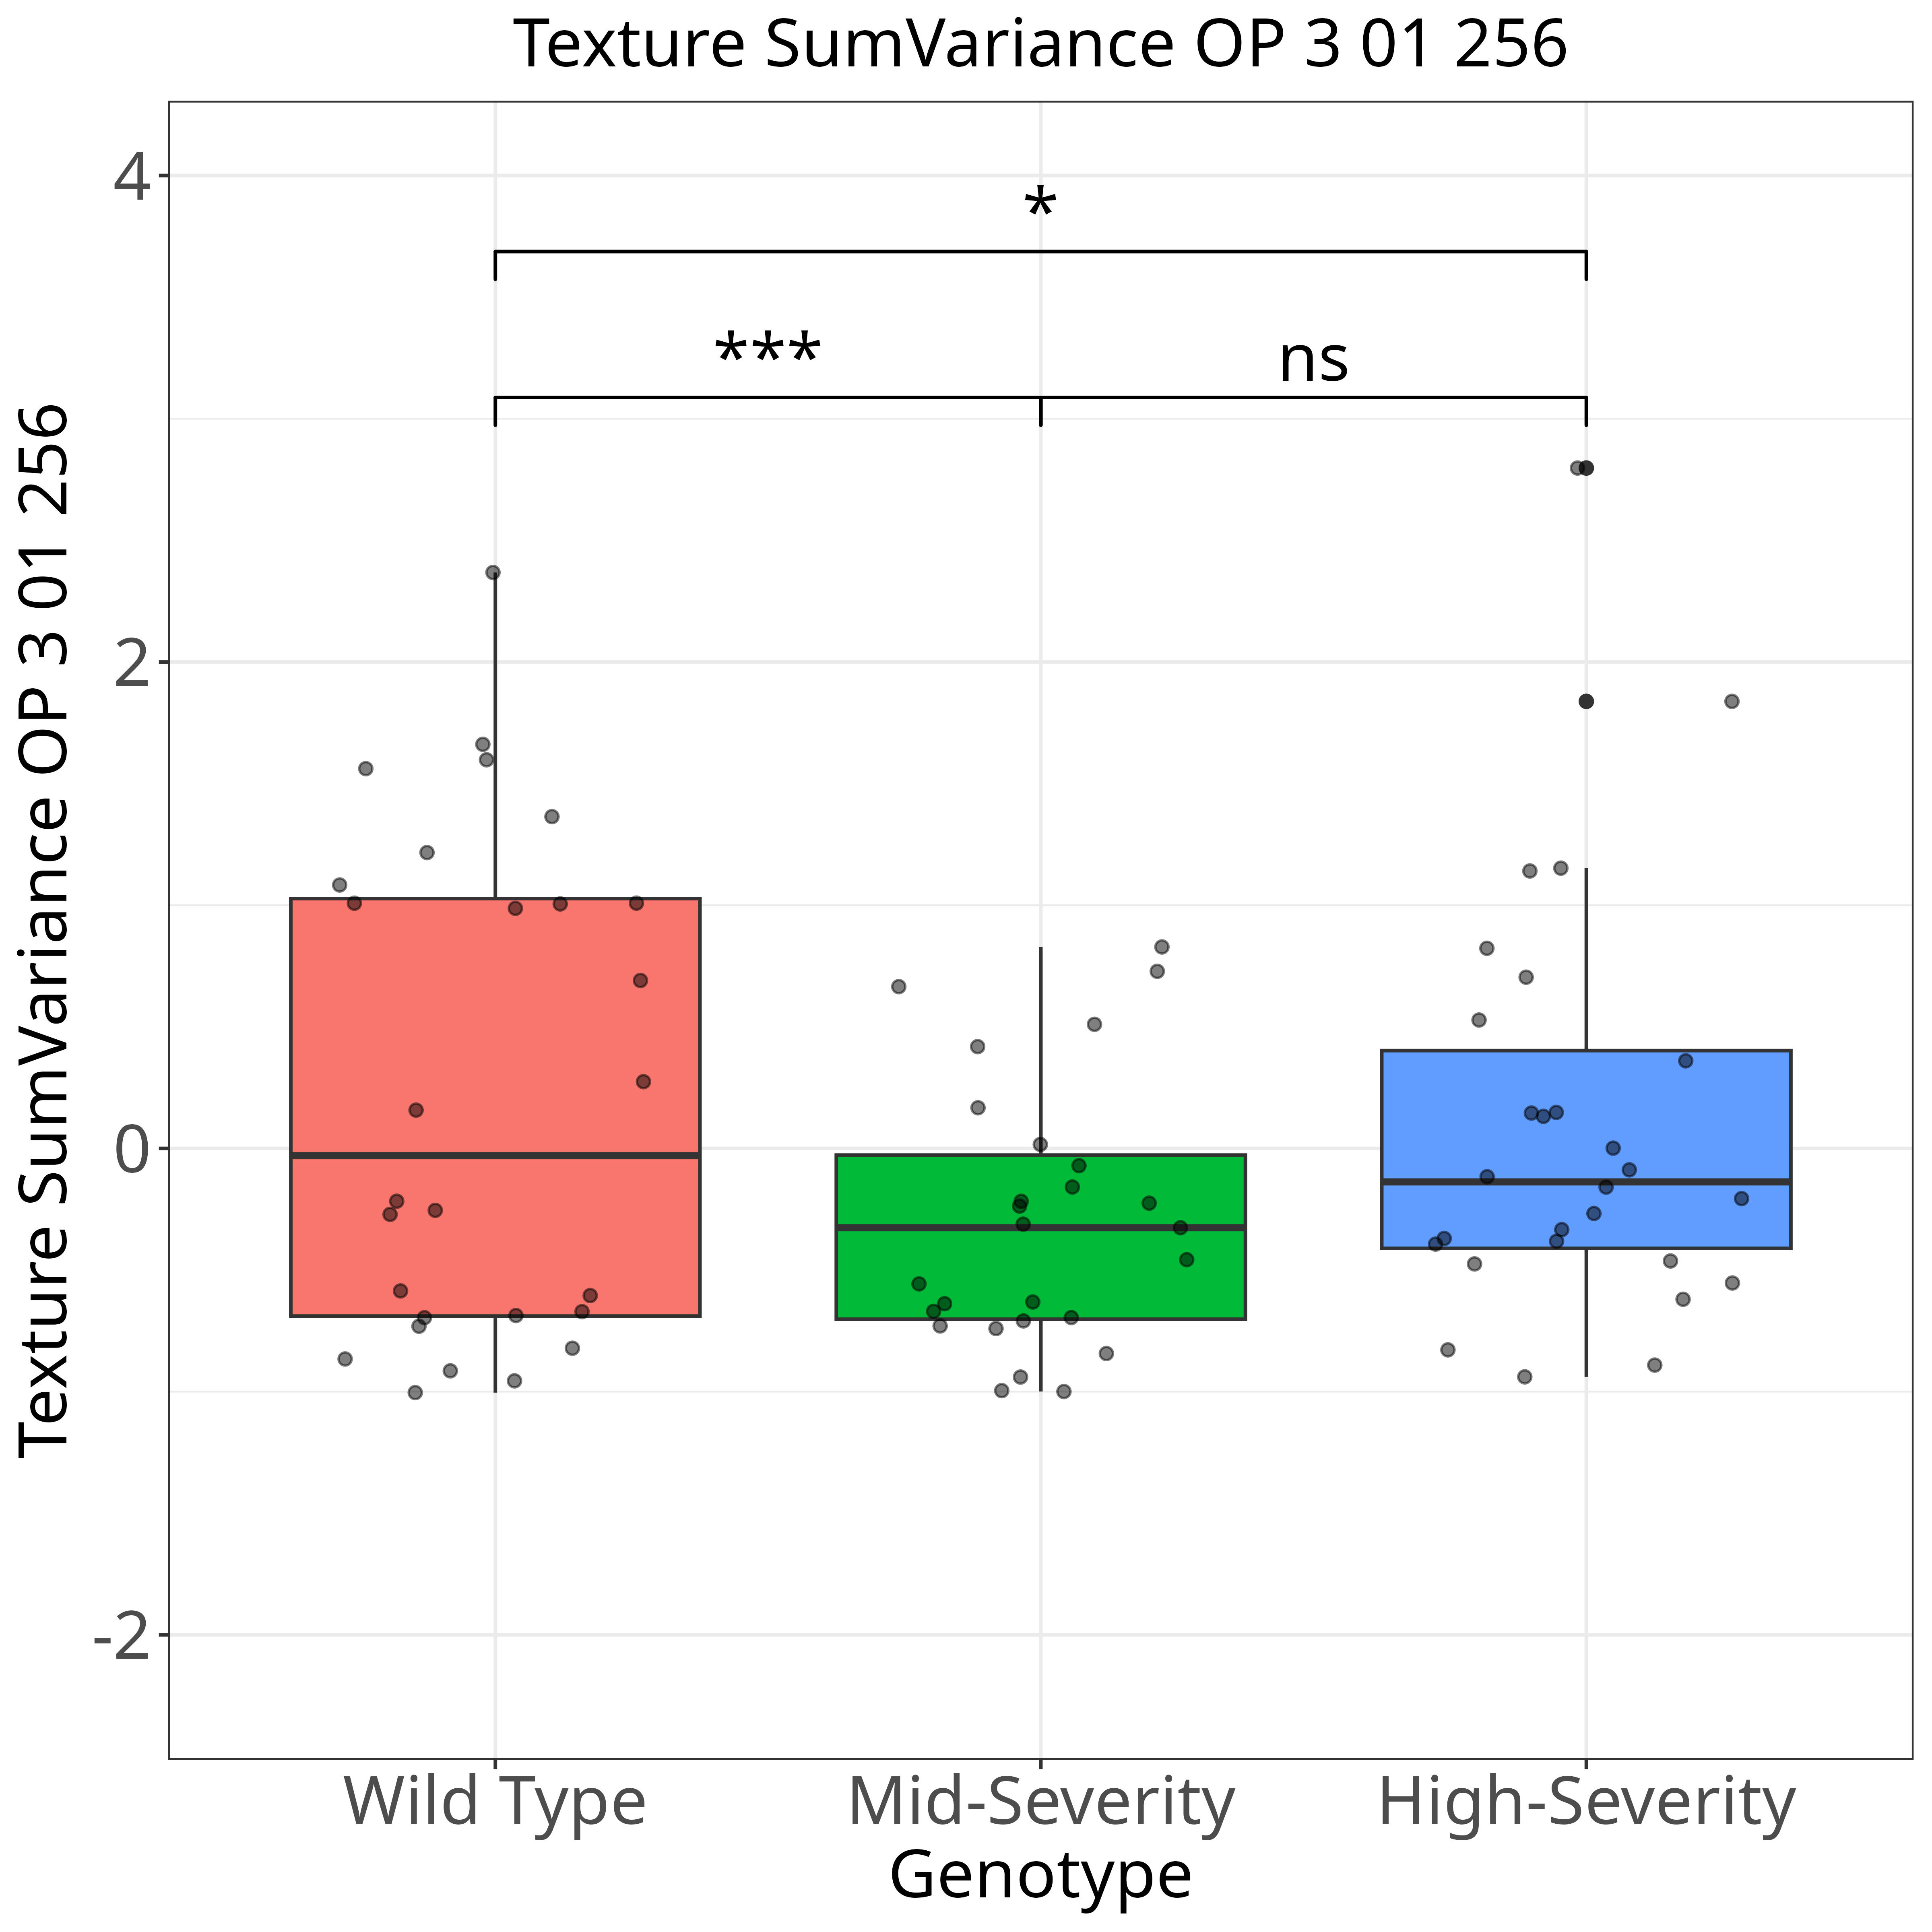 Texture SumVariance OP 3 01 256
Texture SumVariance OP 3 01 256
4
2
0
-2
*
***
ns
Wild Type
Mid-Severity
High-Severity
Genotype